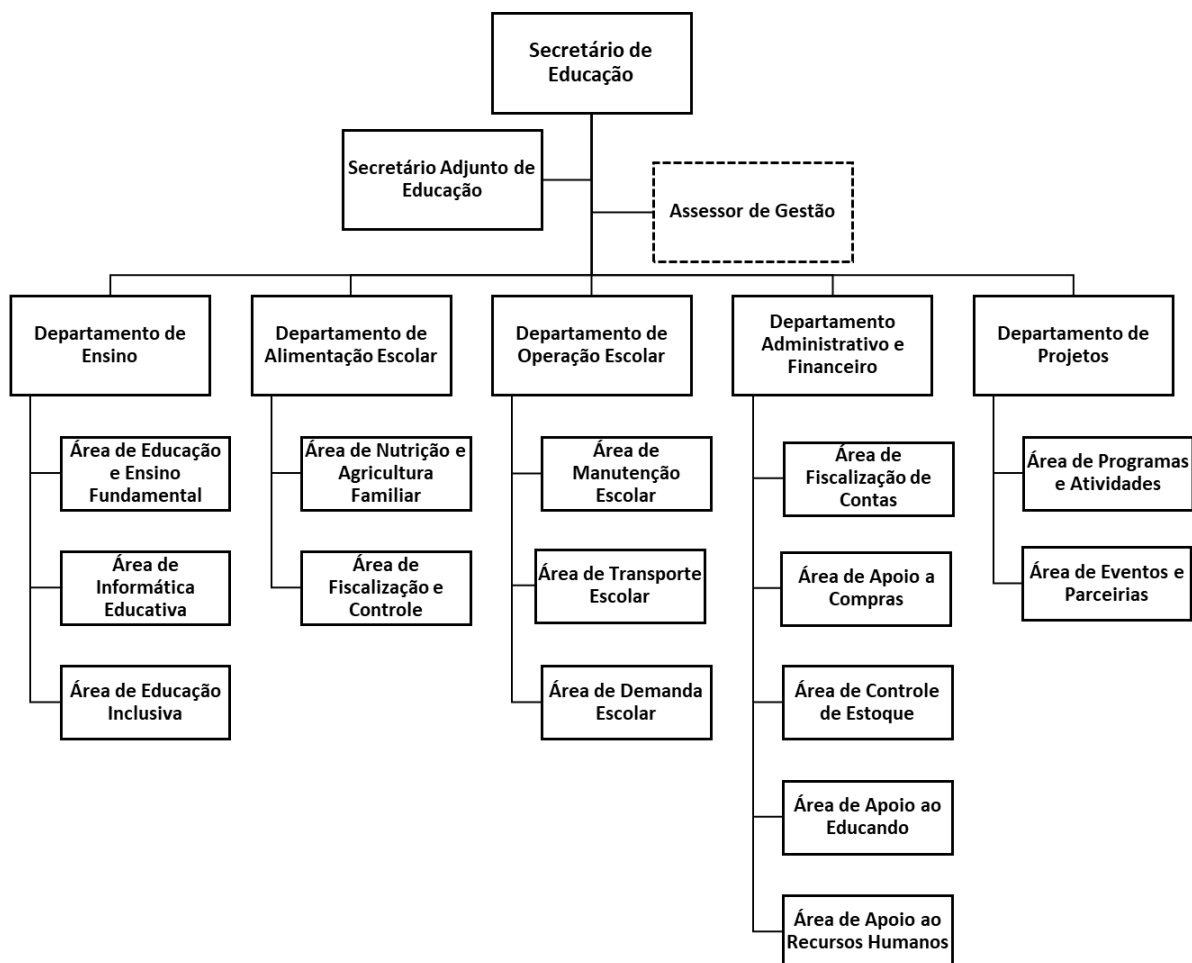 Secretário de
Educação
Secretário Adjunto de
Educação
Assessor de Gestão
Departamento de
Ensino
Departamento de
Alimentação Escolar
Departamento de
Operação Escolar
Departamento
Administrativo e
Financeiro
Departamento de
Projetos
Área de Educação
e Ensino
Fundamental
Área de
Informática
Educativa
Área de Educação
Inclusiva
Área de Nutrição e
Agricultura
Familiar
Área de
Fiscalização e
Controle
Área de
Manutenção
Escolar
Área de Transporte
Escolar
Área de Demanda
Escolar
Área de
Fiscalização de
Contas
Área de Apoio a
Compras
Área de Controle
de Estoque
Área de Apoio ao
Educando
Área de Apoio ao
Recursos Humanos
Área de Programas
e Atividades
Área de Eventos e
Parceirias